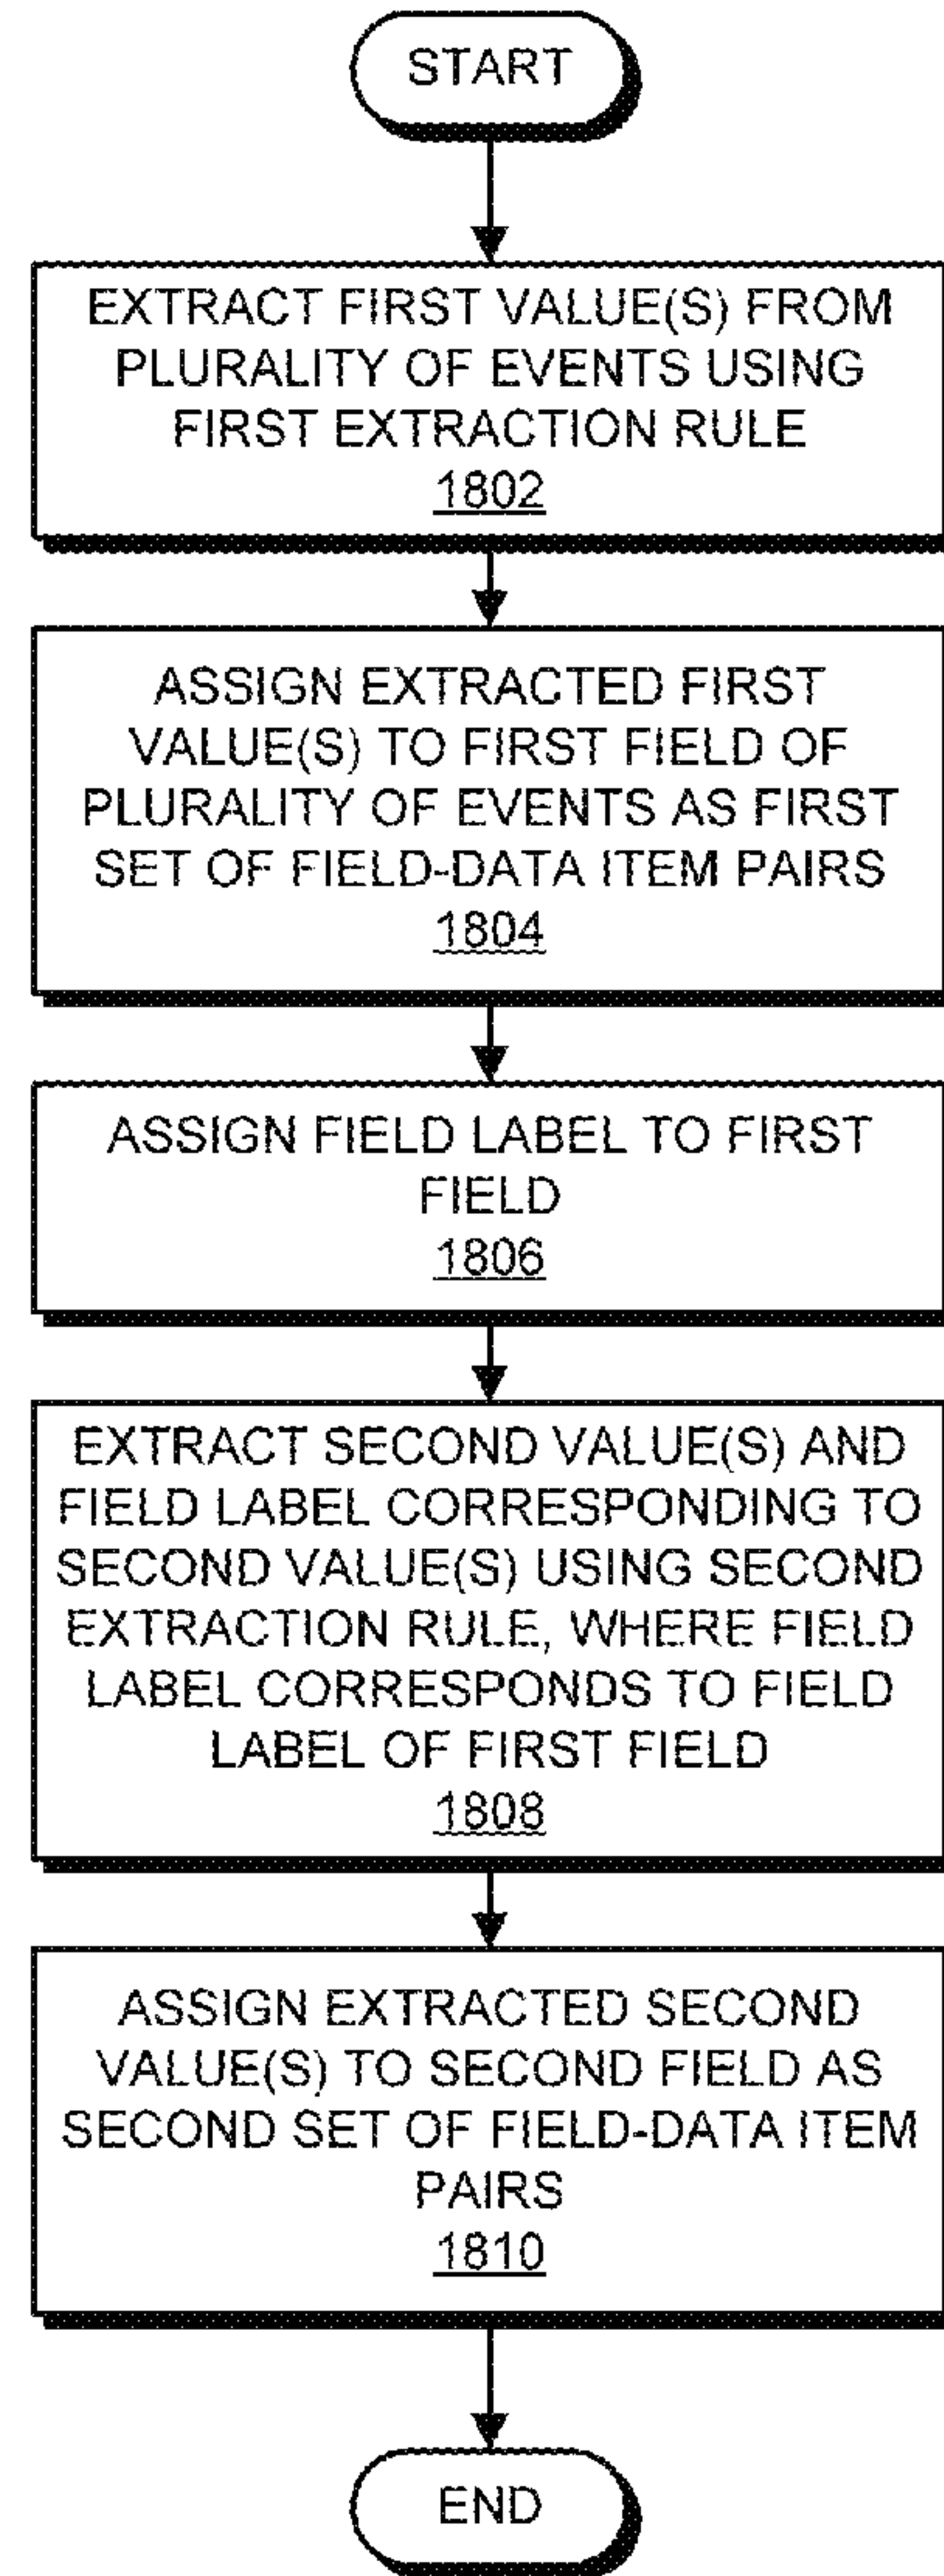 START
EXTRACT FIRST VALUE(S) FROM
PLURALITY OF EVENTS USING
FIRST EXTRACTION RULE
1802
ASSIGN EXTRACTED FIRST
VALUE(S) TO FIRST FIELD OF
PLURALITY OF EVENTS AS FIRST
SET OF FIELD-DATA ITEM PAIRS
1804
ASSIGN FIELD LABEL TO FIRST
FIELD
1806
EXTRACT SECOND VALUE(S) AND
FIELD LABEL CORRESPONDING TO
SECOND VALUE(S) USING SECOND
EXTRACTION RULE, WHERE FIELD
LABEL CORRESPONDS TO FIELD
LABEL OF FIRST FIELD
1808
ASSIGN EXTRACTED SECOND
VALUE(S) TO SECOND FIELD AS
SECOND SET OF FIELD-DATA ITEM
PAIRS
1810
END